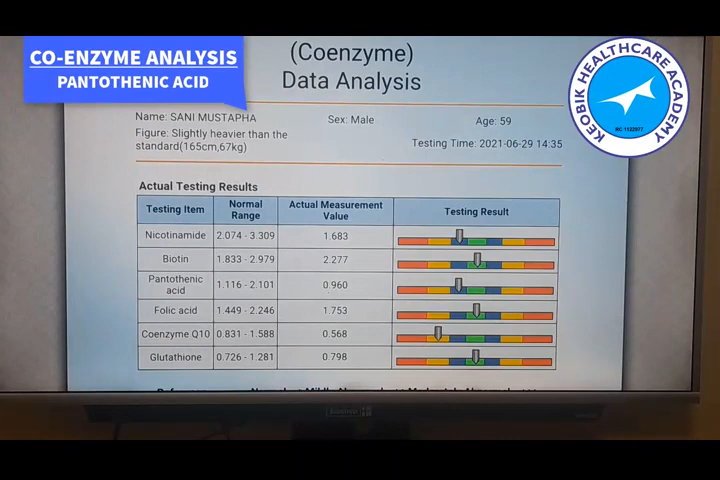 CO-ENZYME ANALYSIS
PANTOTHENIC ACID
(Coenzyme)
Data Analysis
KEOBIK HEALTHCARE ACADEMY
RC 1132977
Name: SANI MUSTAPHA Sex: Male Age: 59
Figure: Slightly heavier than the
standard(165cm,67kg) Testing Time: 2021-06-29 14:35
Actual Testing Results
Testing Item Normal Range Actual Measurement Value Testing Result
Nicotinamide 2.074 - 3.309 1.683
Biotin 1.833 - 2.979 2.277
Pantothenic acid 1.116 - 2.101 0.960
Folic acid 1.449 - 2.246 1.753
Coenzyme Q10 0.831 - 1.588 0.568
Glutathione 0.726 - 1.281 0.798